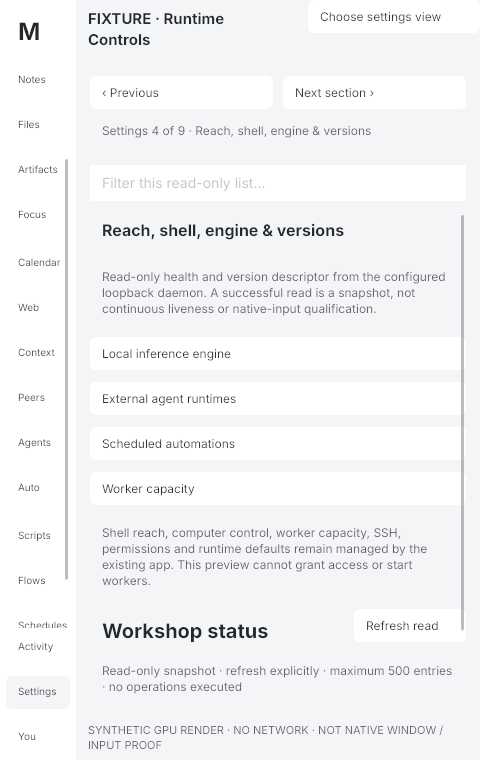 M
Notes
Files
Artifacts
Focus
Calendar
Web
Context
Peers
Agents
Auto
Scripts
Flows
Schedules
Activity
Settings
You
FIXTURE · Runtime
Controls
Choose settings view
‹ Previous
Next section ›
Settings 4 of 9 · Reach, shell, engine & versions
Filter this read-only list...
Reach, shell, engine & versions
Read-only health and version descriptor from the configured
loopback daemon. A successful read is a snapshot, not
continuous liveness or native-input qualification.
Local inference engine
External agent runtimes
Scheduled automations
Worker capacity
Shell reach, computer control, worker capacity, SSH,
permissions and runtime defaults remain managed by the
existing app. This preview cannot grant access or start
workers.
Workshop status
Refresh read
Read-only snapshot · refresh explicitly · maximum 500 entries
· no operations executed
SYNTHETIC GPU RENDER · NO NETWORK · NOT NATIVE WINDOW /
INPUT PROOF